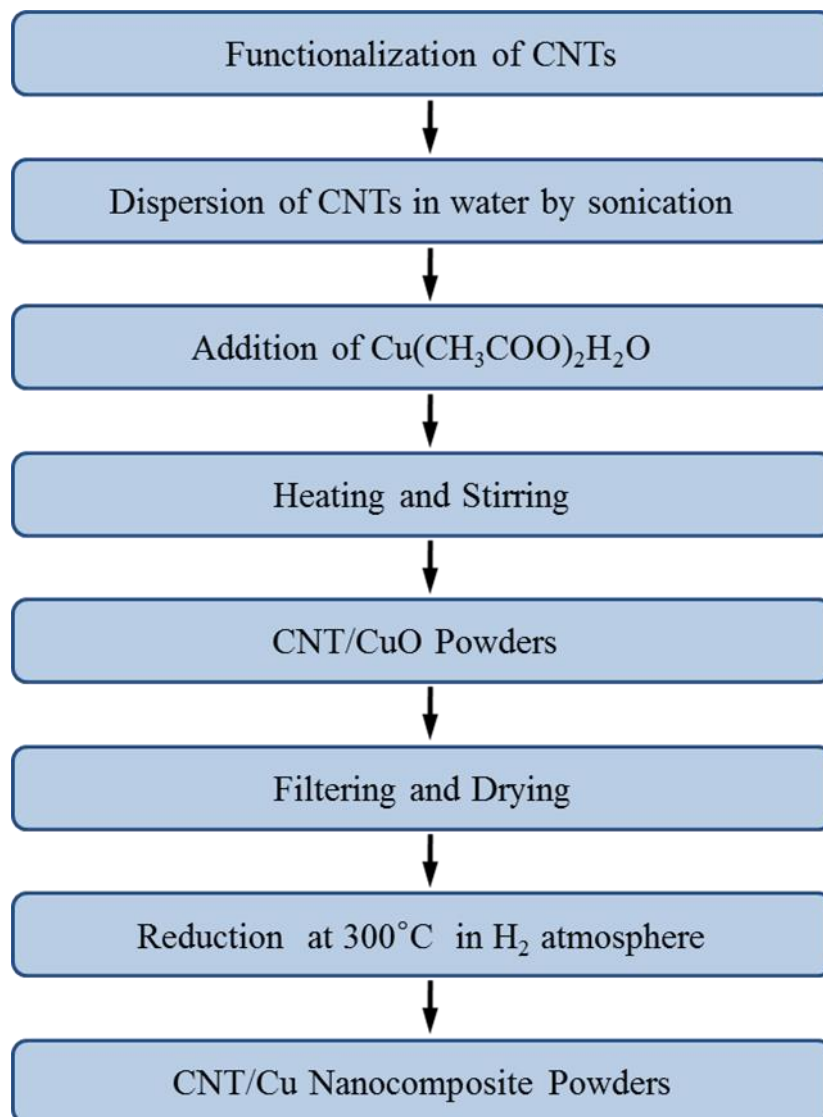 Functionalization of CNTs
Dispersion of CNTs in water by sonication
Addition of Cu(CH₃COO)₂H₂O
Heating and Stirring
CNT/CuO Powders
Filtering and Drying
Reduction at 300°C in H₂ atmosphere
CNT/Cu Nanocomposite Powders